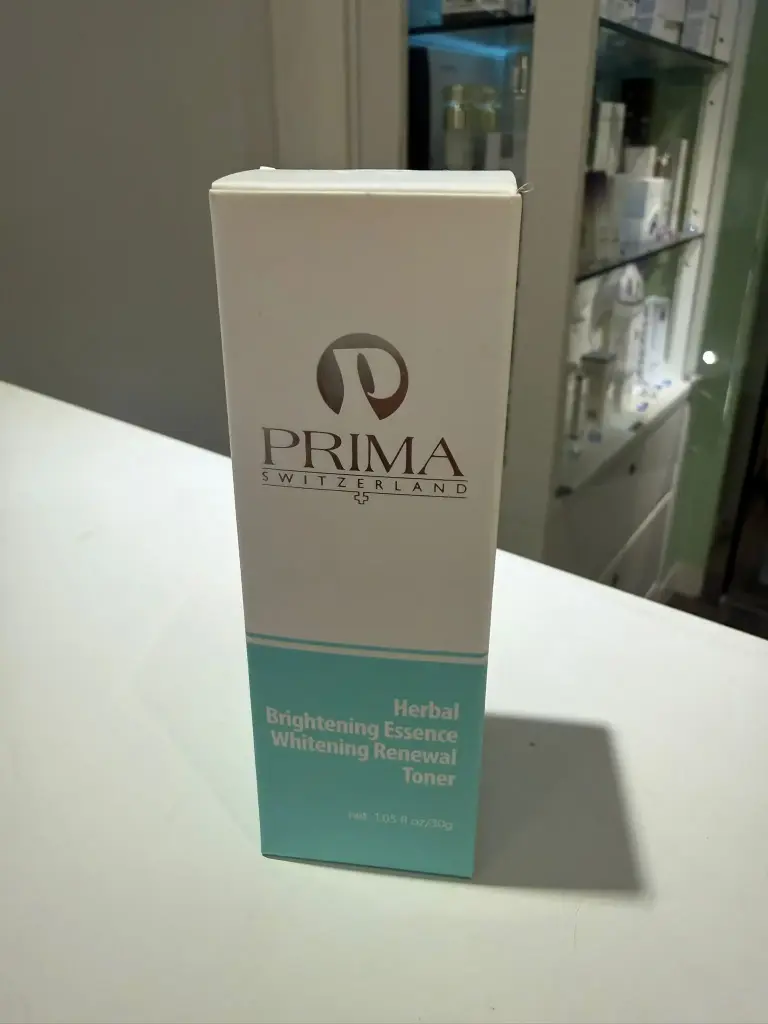 PRIMA
SWITZERLAND
Herbal
Brightening Essence
Whitening Renewal
Toner
net. 1.05 fl oz/30g